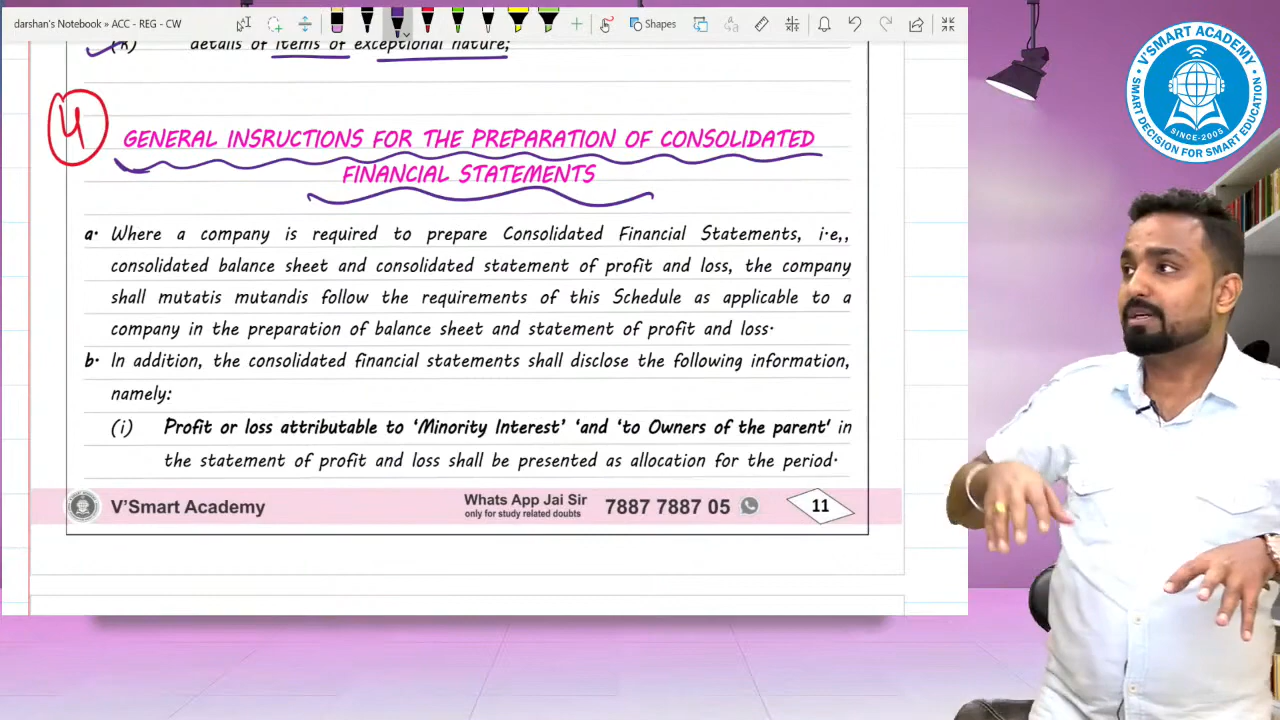 darshan's Notebook » ACC - REG - CW
Shapes
(k) details of items of exceptional nature;
4
GENERAL INSRUCTIONS FOR THE PREPARATION OF CONSOLIDATED
FINANCIAL STATEMENTS
a. Where a company is required to prepare Consolidated Financial Statements, i.e.,
consolidated balance sheet and consolidated statement of profit and loss, the company
shall mutatis mutandis follow the requirements of this Schedule as applicable to a
company in the preparation of balance sheet and statement of profit and loss.
b. In addition, the consolidated financial statements shall disclose the following information,
namely:
(i) Profit or loss attributable to ‘Minority Interest’ ‘and ‘to Owners of the parent’ in
the statement of profit and loss shall be presented as allocation for the period.
V'Smart Academy
Whats App Jai Sir
only for study related doubts
7887 7887 05
11
V'SMART ACADEMY
SINCE-2005
SMART DECISION FOR SMART EDUCATION